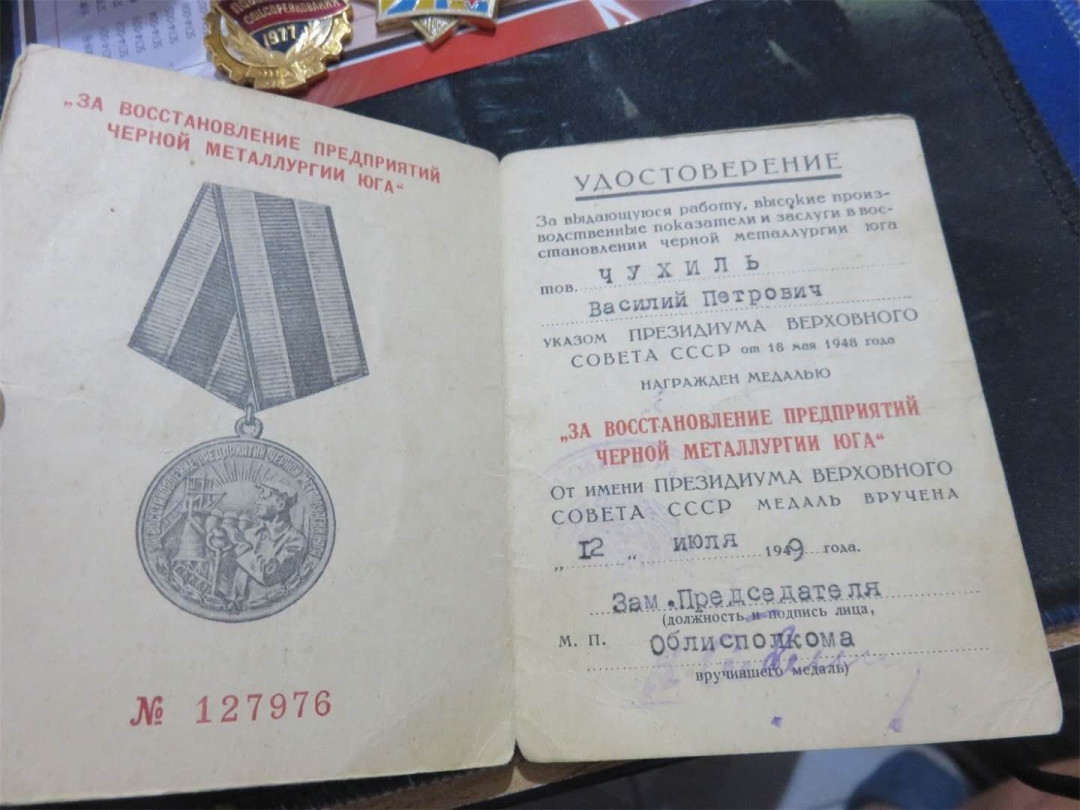 СОЦСОРЕВНОВАНИЯ
1977
„ЗА ВОССТАНОВЛЕНИЕ ПРЕДПРИЯТИЙ
ЧЕРНОЙ МЕТАЛЛУРГИИ ЮГА“
№ 127976
УДОСТОВЕРЕНИЕ
За выдающуюся работу, высокие произ-
водственные показатели и заслуги в вос-
становлении черной металлургии юга
тов. ЧУХИЛЬ
Василий Петрович
УКАЗОМ ПРЕЗИДИУМА ВЕРХОВНОГО
СОВЕТА СССР от 18 мая 1948 года
НАГРАЖДЕН МЕДАЛЬЮ
„ЗА ВОССТАНОВЛЕНИЕ ПРЕДПРИЯТИЙ
ЧЕРНОЙ МЕТАЛЛУРГИИ ЮГА“
От имени ПРЕЗИДИУМА ВЕРХОВНОГО
СОВЕТА СССР МЕДАЛЬ ВРУЧЕНА
„ 12 „ июля 1949 года.
Зам.Председателя
(должность и подпись лица,
М. П. Облисполкома
вручившего медаль)